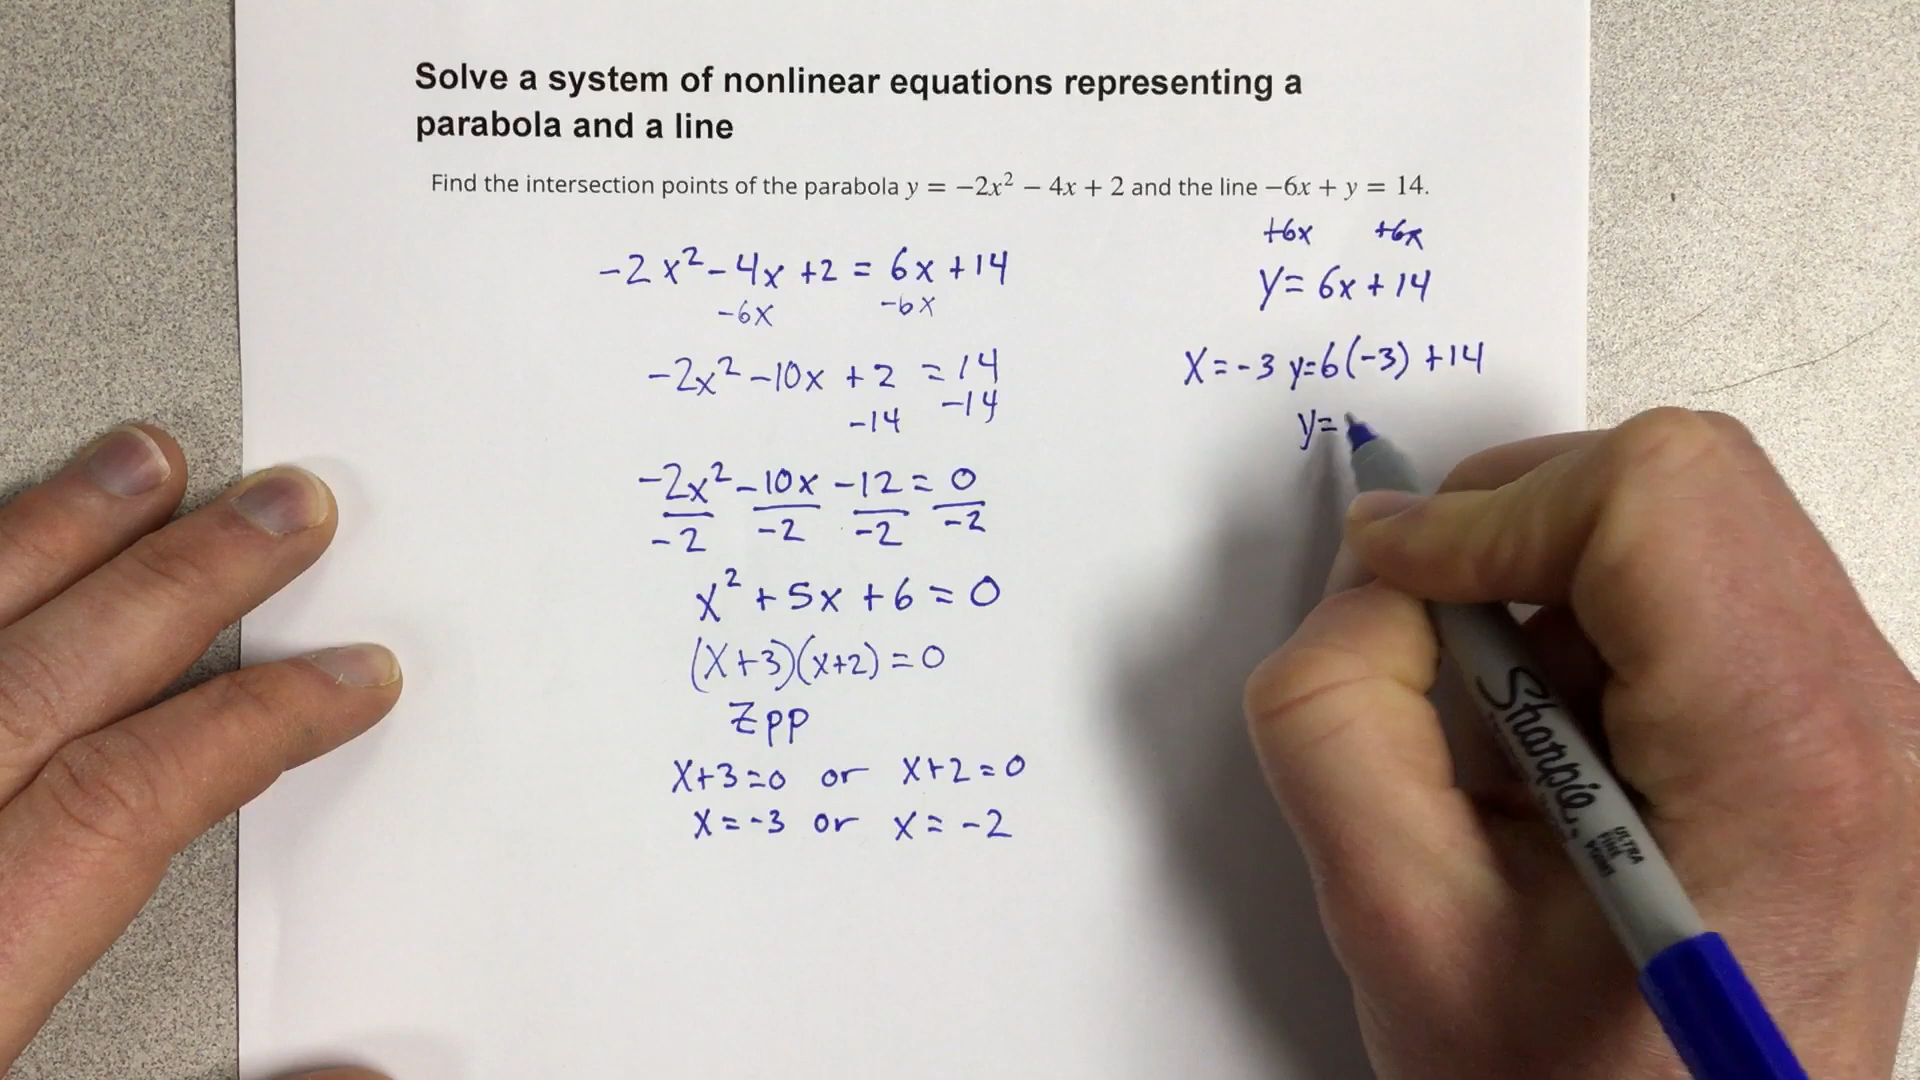 Solve a system of nonlinear equations representing a
parabola and a line
Find the intersection points of the parabola y = −2x² − 4x + 2 and the line −6x + y = 14.
+6x +6x
-2x² - 4x + 2 = 6x + 14
-6x -6x
y = 6x + 14
-2x² - 10x + 2 = 14
-14 -14
x = -3 y = 6(-3) + 14
y =
-2x² - 10x - 12 = 0
-2 -2 -2 -2
x² + 5x + 6 = 0
(x+3)(x+2) = 0
Zpp
x+3=0 or x+2=0
x = -3 or x = -2
Sharpie.
ULTRA
FINE
POINT